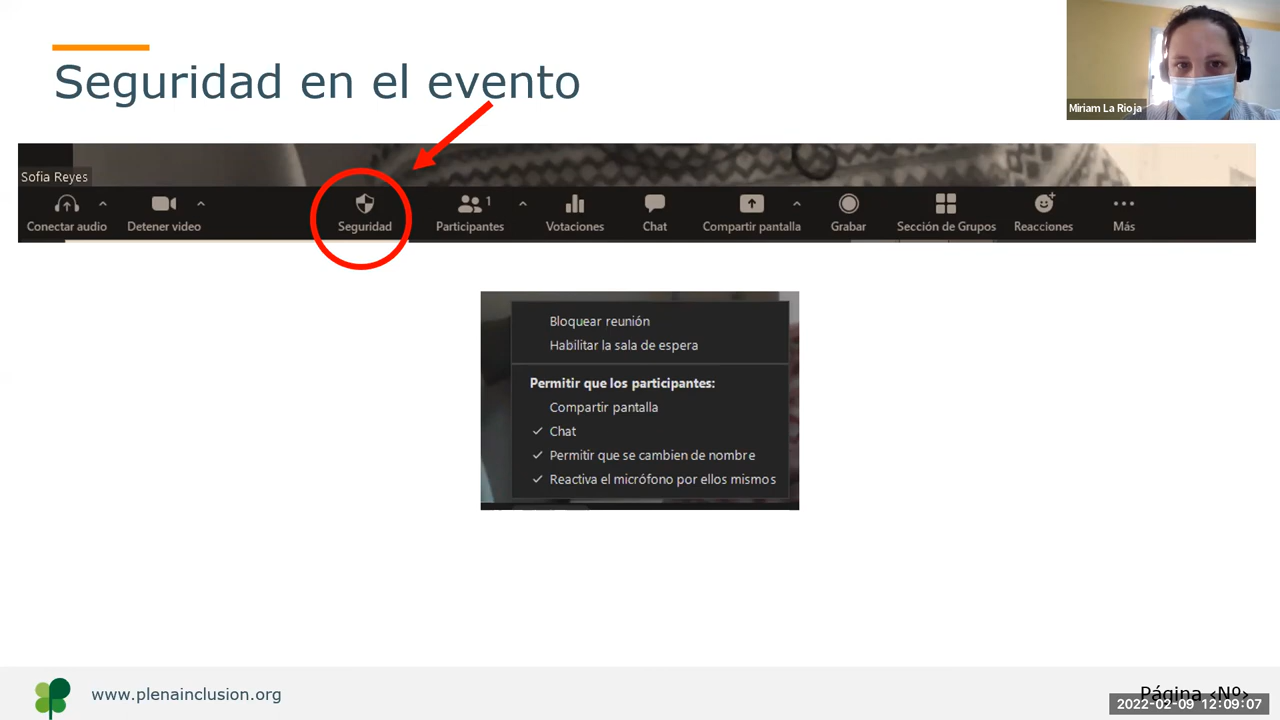 Seguridad en el evento
Miriam La Rioja
Sofia Reyes
Conectar audio
Detener video
Seguridad
Participantes
1
Votaciones
Chat
Compartir pantalla
Grabar
Sección de Grupos
Reacciones
Más
Bloquear reunión
Habilitar la sala de espera
Permitir que los participantes:
Compartir pantalla
Chat
Permitir que se cambien de nombre
Reactiva el micrófono por ellos mismos
www.plenainclusion.org
Página ‹Nº›
2022-02-09 12:09:07